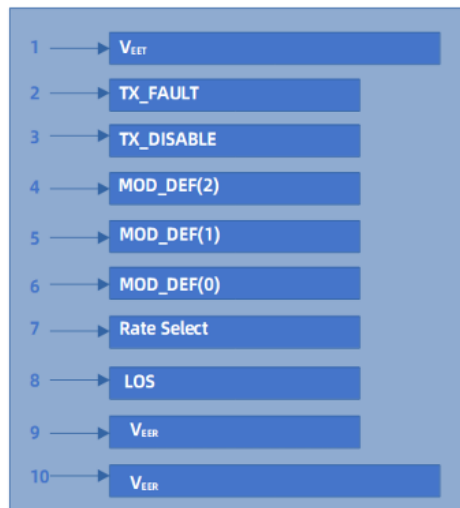 1 VEET
2 TX_FAULT
3 TX_DISABLE
4 MOD_DEF(2)
5 MOD_DEF(1)
6 MOD_DEF(0)
7 Rate Select
8 LOS
9 VEER
10 VEER